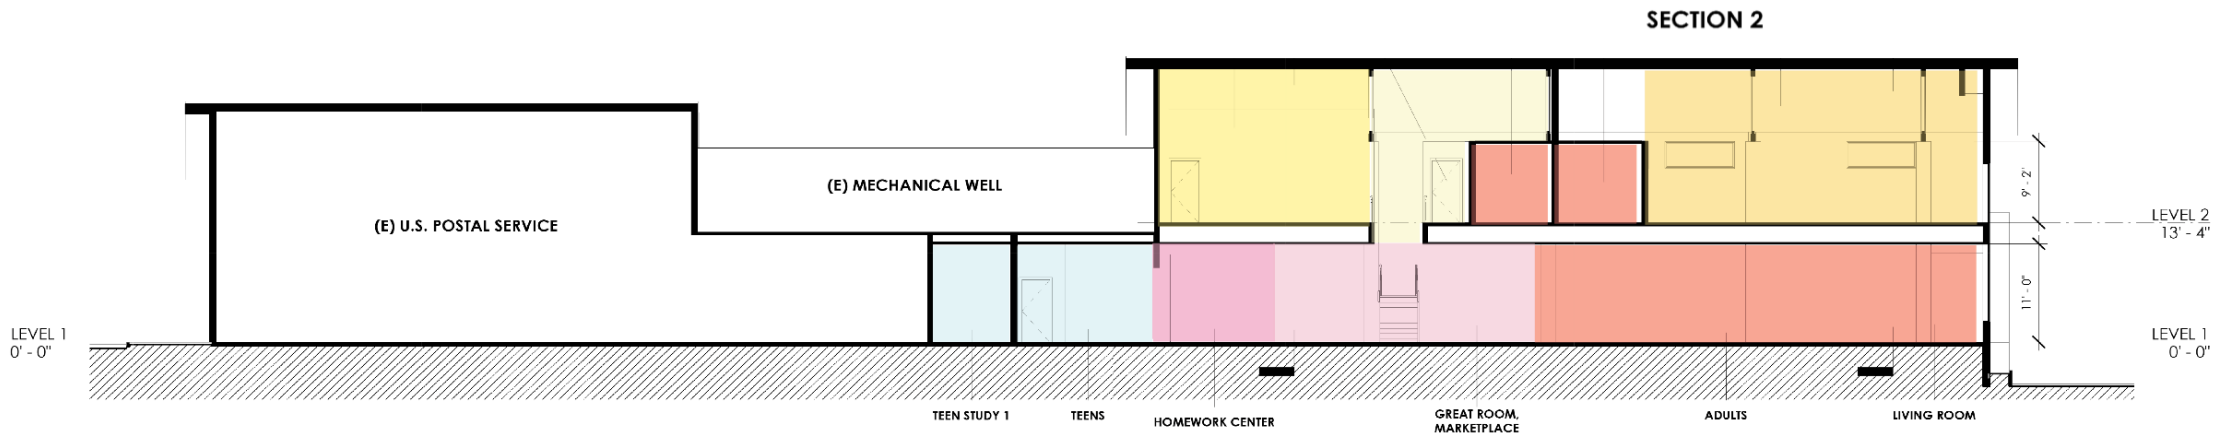 SECTION 2
(E) MECHANICAL WELL
(E) U.S. POSTAL SERVICE
9' - 2"
LEVEL 2
13' - 4"
11' - 0"
LEVEL 1
0' - 0"
LEVEL 1
0' - 0"
TEEN STUDY 1
TEENS
HOMEWORK CENTER
GREAT ROOM,
MARKETPLACE
ADULTS
LIVING ROOM